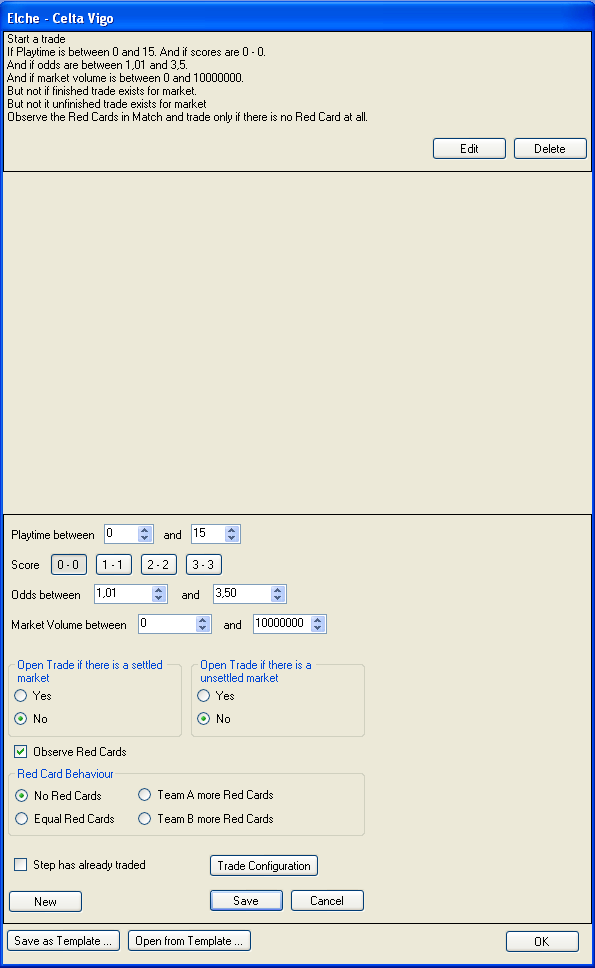 Elche - Celta Vigo
Start a trade
If Playtime is between 0 and 15. And if scores are 0 - 0.
And if odds are between 1,01 and 3,5.
And if market volume is between 0 and 10000000.
But not if finished trade exists for market.
But not it unfinished trade exists for market
Observe the Red Cards in Match and trade only if there is no Red Card at all.
Edit Delete
Playtime between 0 and 15
Score 0 - 0 1 - 1 2 - 2 3 - 3
Odds between 1,01 and 3,50
Market Volume between 0 and 10000000
Open Trade if there is a settled
market
Yes
No
Open Trade if there is a
unsettled market
Yes
No
Observe Red Cards
Red Card Behaviour
No Red Cards Team A more Red Cards
Equal Red Cards Team B more Red Cards
Step has already traded Trade Configuration
New Save Cancel
Save as Template ... Open from Template ... OK